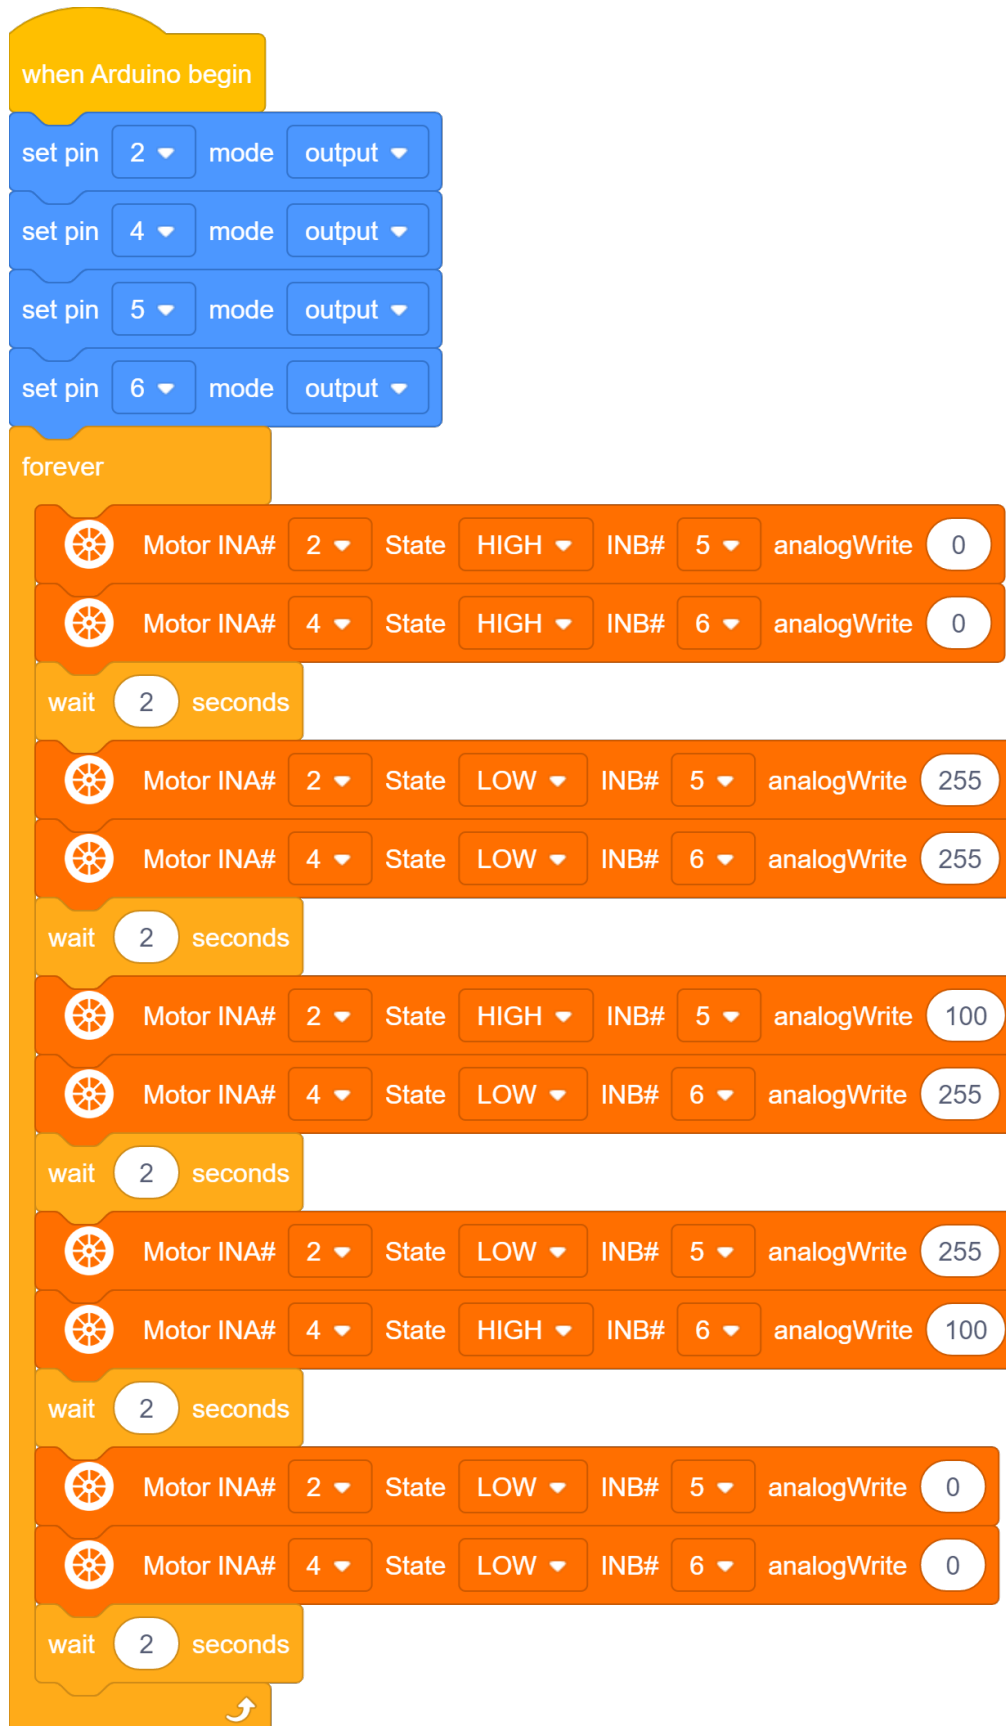 when Arduino begin
set pin 2 mode output
set pin 4 mode output
set pin 5 mode output
set pin 6 mode output
forever
Motor INA# 2 State HIGH INB# 5 analogWrite 0
Motor INA# 4 State HIGH INB# 6 analogWrite 0
wait 2 seconds
Motor INA# 2 State LOW INB# 5 analogWrite 255
Motor INA# 4 State LOW INB# 6 analogWrite 255
wait 2 seconds
Motor INA# 2 State HIGH INB# 5 analogWrite 100
Motor INA# 4 State LOW INB# 6 analogWrite 255
wait 2 seconds
Motor INA# 2 State LOW INB# 5 analogWrite 255
Motor INA# 4 State HIGH INB# 6 analogWrite 100
wait 2 seconds
Motor INA# 2 State LOW INB# 5 analogWrite 0
Motor INA# 4 State LOW INB# 6 analogWrite 0
wait 2 seconds